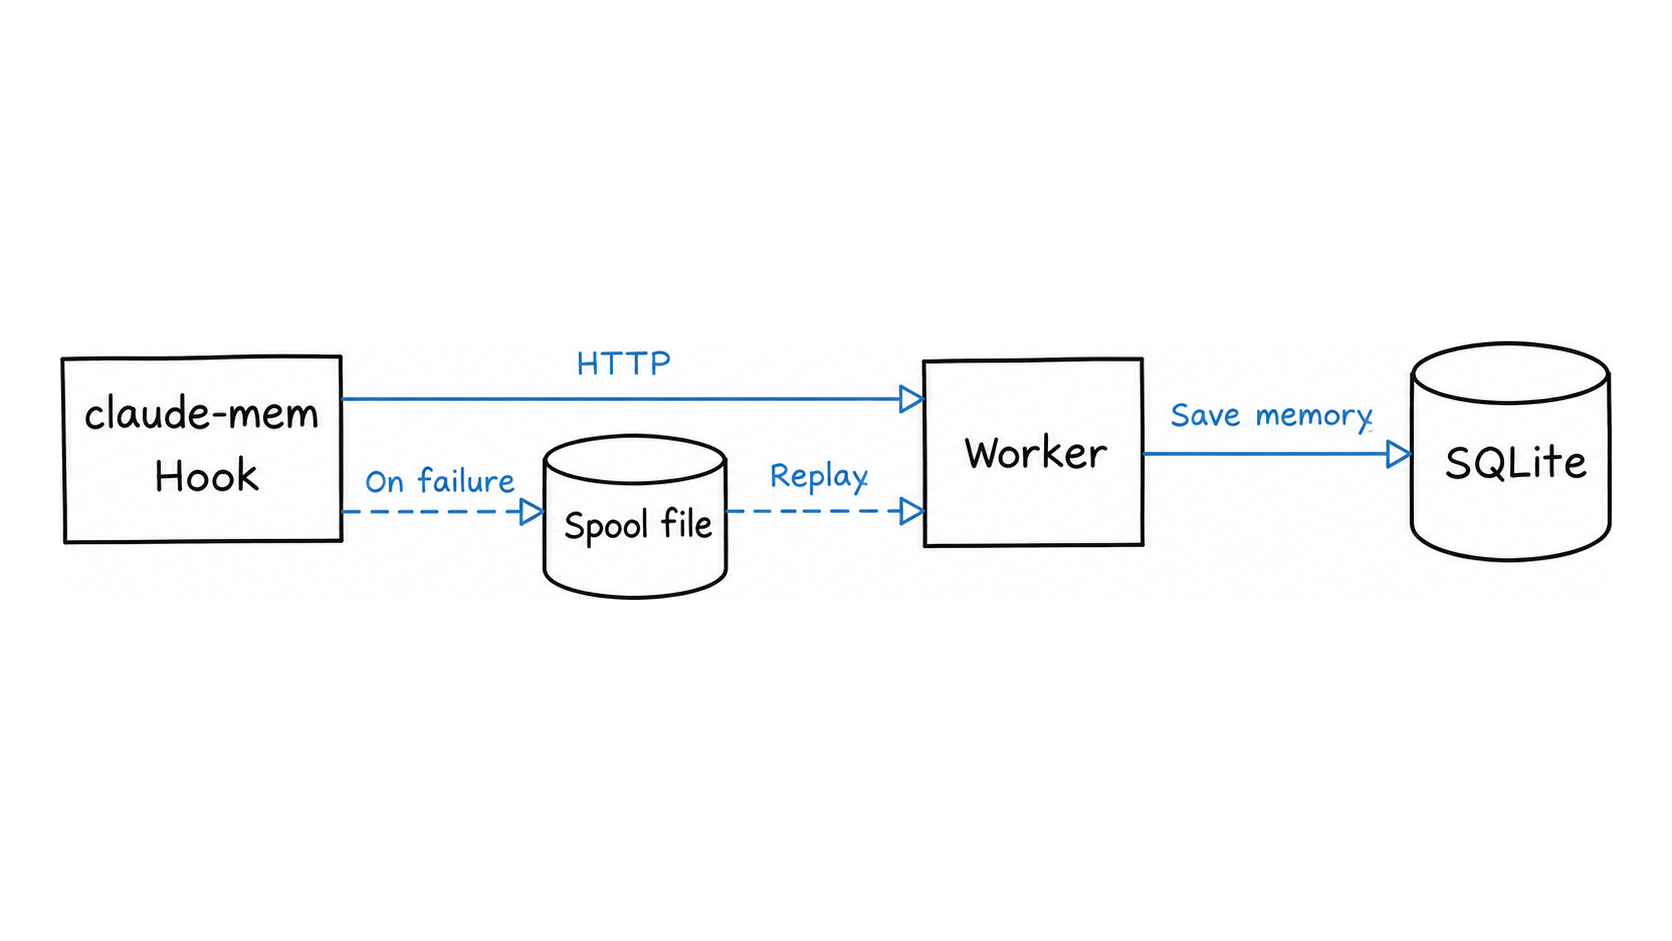 HTTP
claude-mem
Hook
On failure
Spool file
Replay
Worker
Save memory
SQLite